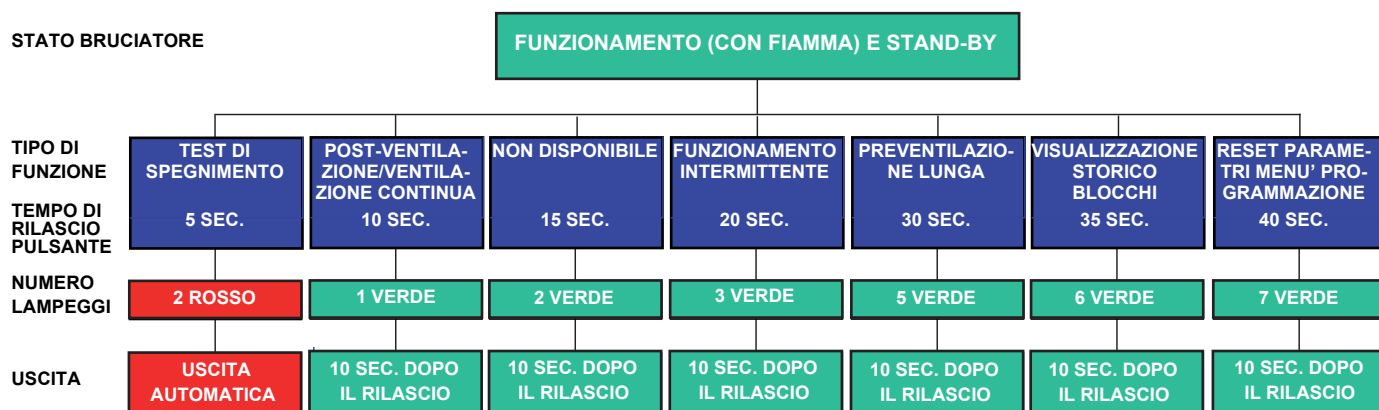 STATO BRUCIATORE
FUNZIONAMENTO (CON FIAMMA) E STAND-BY
TIPO DI
FUNZIONE
TEST DI
SPEGNIMENTO
POST-VENTILA-
ZIONE/VENTILA-
ZIONE CONTINUA
NON DISPONIBILE
FUNZIONAMENTO
INTERMITTENTE
PREVENTILAZIO-
NE LUNGA
VISUALIZZAZIONE
STORICO
BLOCCHI
RESET PARAME-
TRI MENU' PRO-
GRAMMAZIONE
TEMPO DI
RILASCIO
PULSANTE
5 SEC.
10 SEC.
15 SEC.
20 SEC.
30 SEC.
35 SEC.
40 SEC.
NUMERO
LAMPEGGI
2 ROSSO
1 VERDE
2 VERDE
3 VERDE
5 VERDE
6 VERDE
7 VERDE
USCITA
USCITA
AUTOMATICA
10 SEC. DOPO
IL RILASCIO
10 SEC. DOPO
IL RILASCIO
10 SEC. DOPO
IL RILASCIO
10 SEC. DOPO
IL RILASCIO
10 SEC. DOPO
IL RILASCIO
10 SEC. DOPO
IL RILASCIO